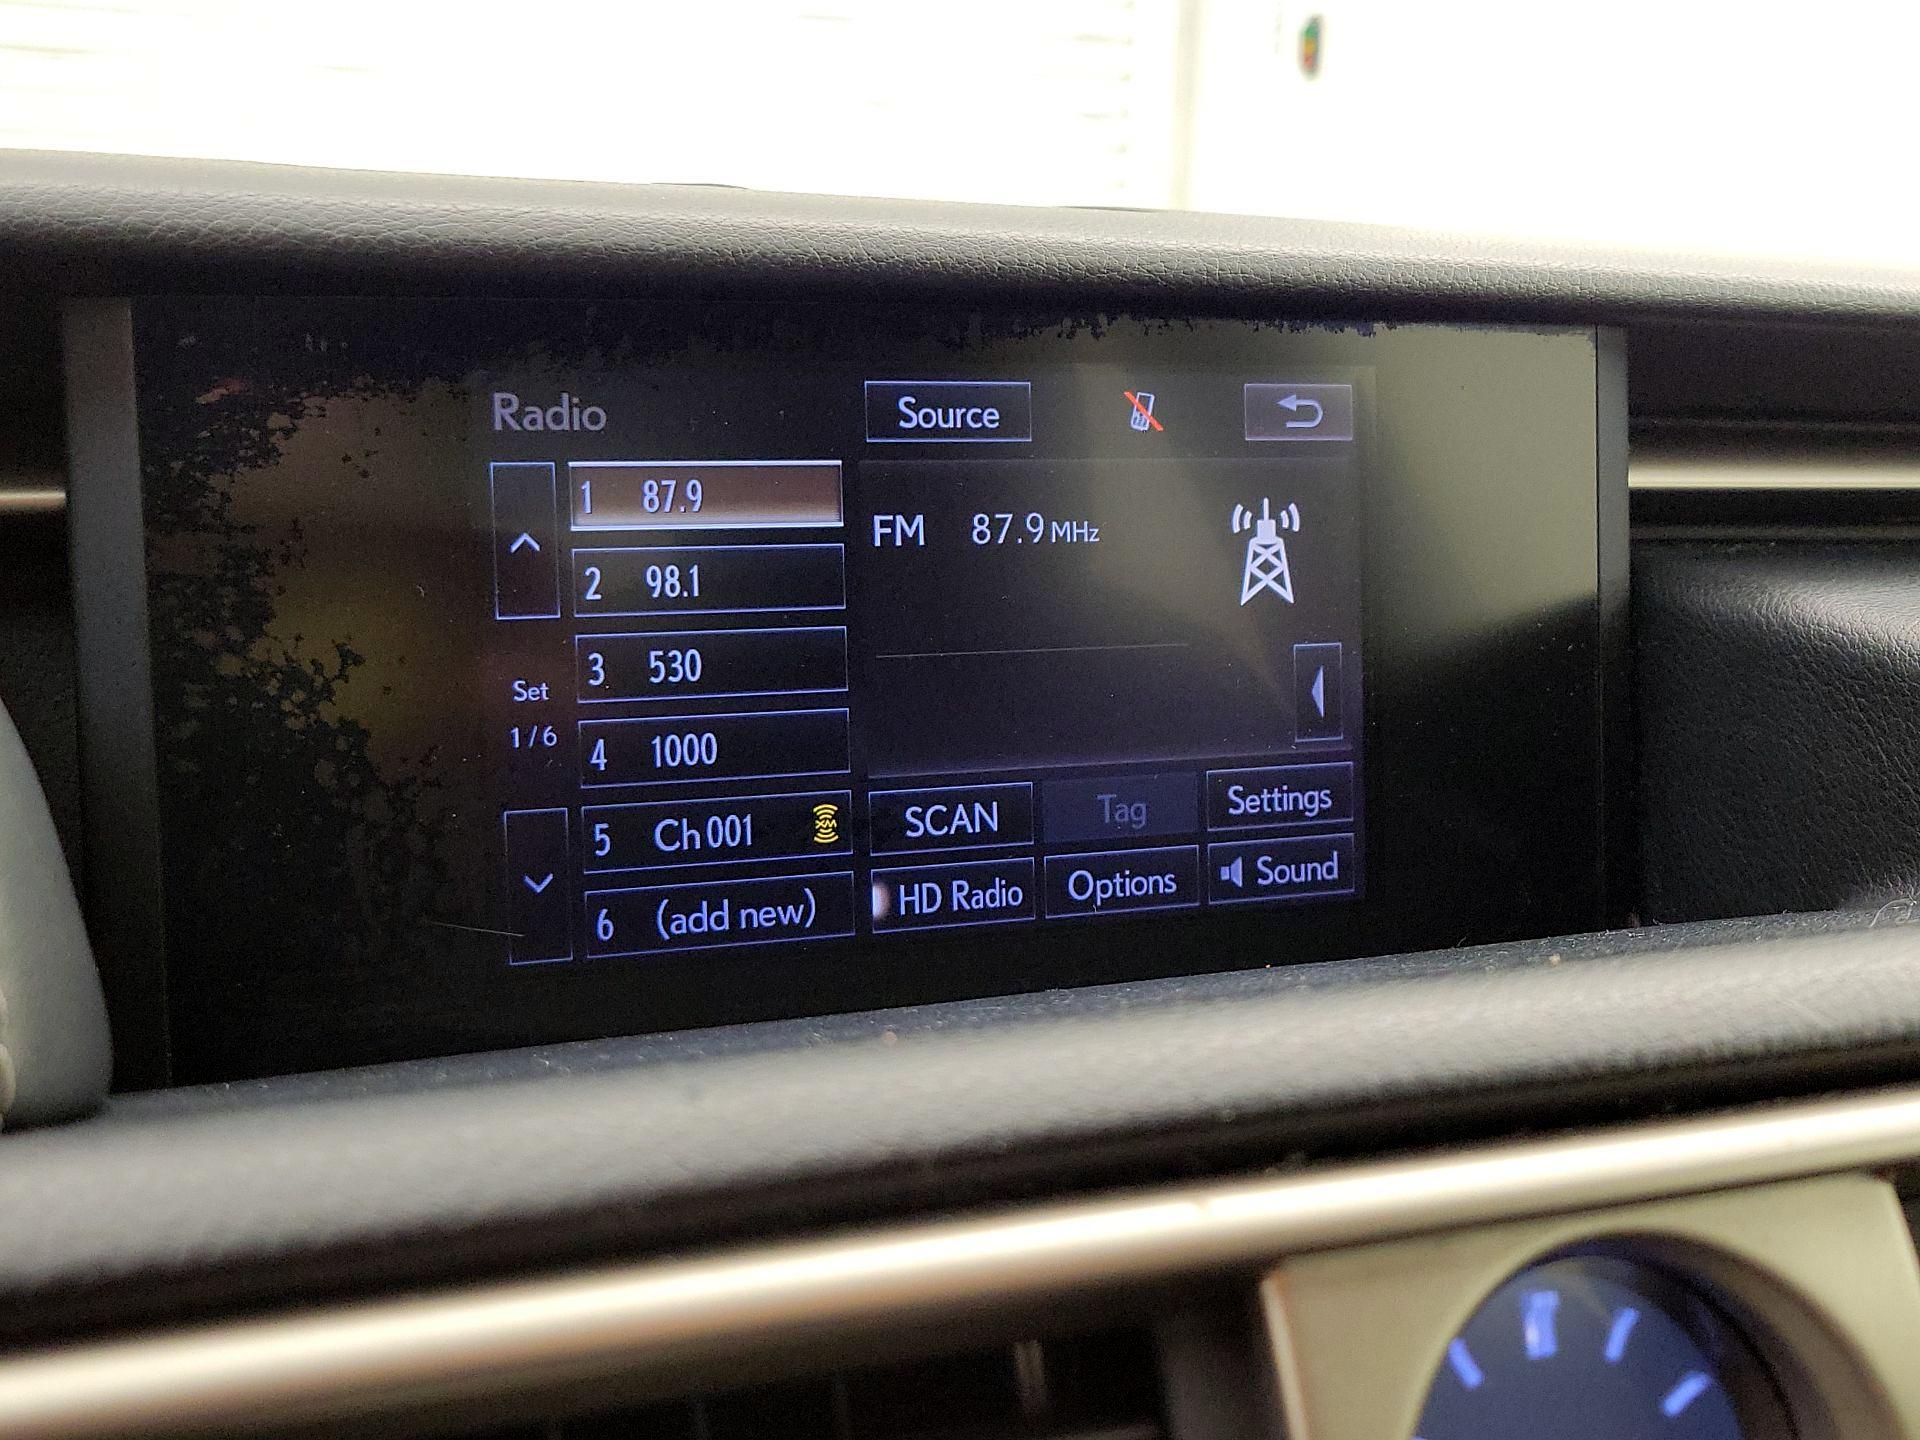 Radio
Source
1 87.9
2 98.1
3 530
4 1000
5 Ch 001 XM
6 (add new)
Set
1/6
FM 87.9 MHz
SCAN
Tag
Settings
HD Radio
Options
Sound